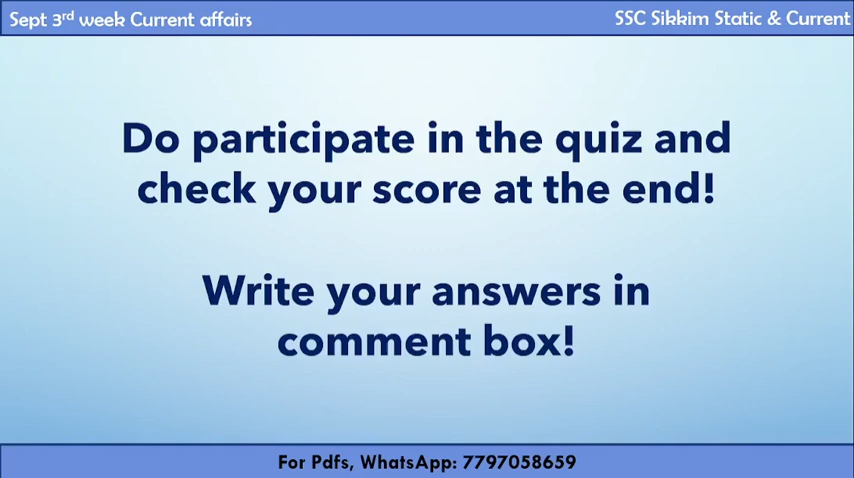 Sept 3rd week Current affairs
SSC Sikkim Static & Current
Do participate in the quiz and
check your score at the end!
Write your answers in
comment box!
For Pdfs, WhatsApp: 7797058659